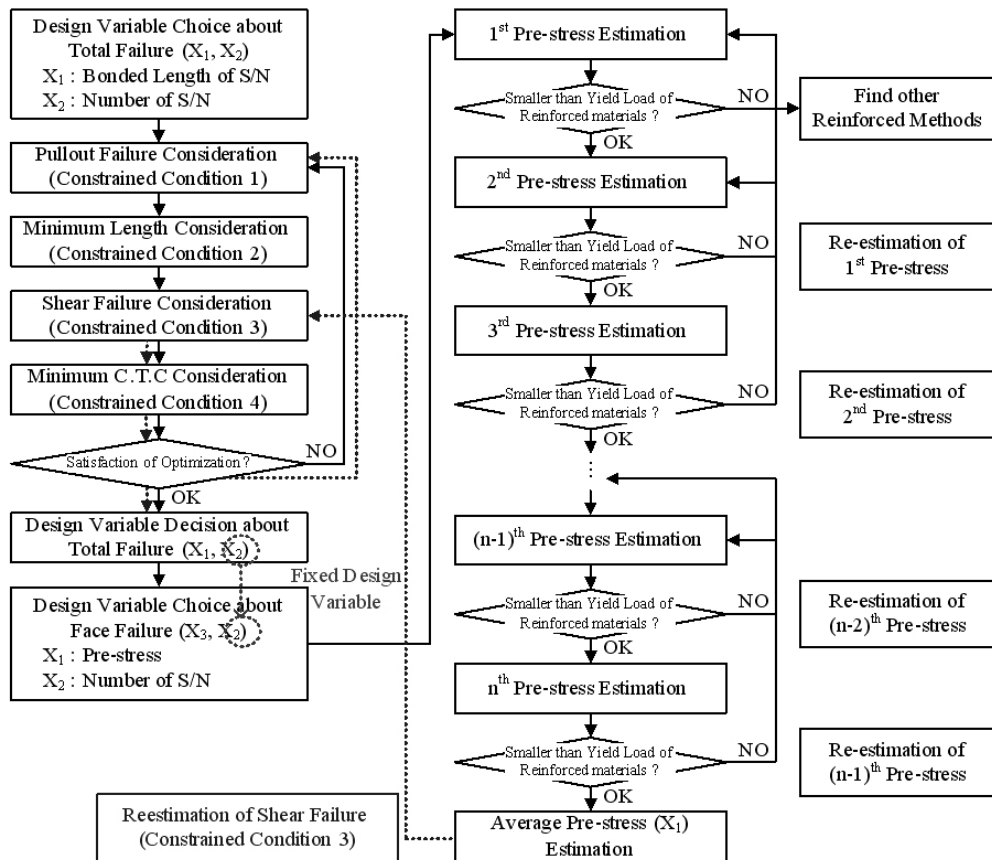 Design Variable Choice about
Total Failure (X₁, X₂)
X₁ : Bonded Length of S/N
X₂ : Number of S/N
Pullout Failure Consideration
(Constrained Condition 1)
Minimum Length Consideration
(Constrained Condition 2)
Shear Failure Consideration
(Constrained Condition 3)
Minimum C.T.C Consideration
(Constrained Condition 4)
Satisfaction of Optimization?
NO
OK
Design Variable Decision about
Total Failure (X₁, X₂)
Fixed Design
Variable
Design Variable Choice about
Face Failure (X₃, X₂)
X₁ : Pre-stress
X₂ : Number of S/N
Reestimation of Shear Failure
(Constrained Condition 3)
1st Pre-stress Estimation
Smaller than Yield Load of
Reinforced materials ?
NO
OK
Find other
Reinforced Methods
2nd Pre-stress Estimation
Smaller than Yield Load of
Reinforced materials ?
NO
OK
Re-estimation of
1st Pre-stress
3rd Pre-stress Estimation
Smaller than Yield Load of
Reinforced materials ?
NO
OK
Re-estimation of
2nd Pre-stress
(n-1)th Pre-stress Estimation
Smaller than Yield Load of
Reinforced materials ?
NO
OK
Re-estimation of
(n-2)th Pre-stress
nth Pre-stress Estimation
Smaller than Yield Load of
Reinforced materials ?
NO
OK
Re-estimation of
(n-1)th Pre-stress
Average Pre-stress (X₁)
Estimation